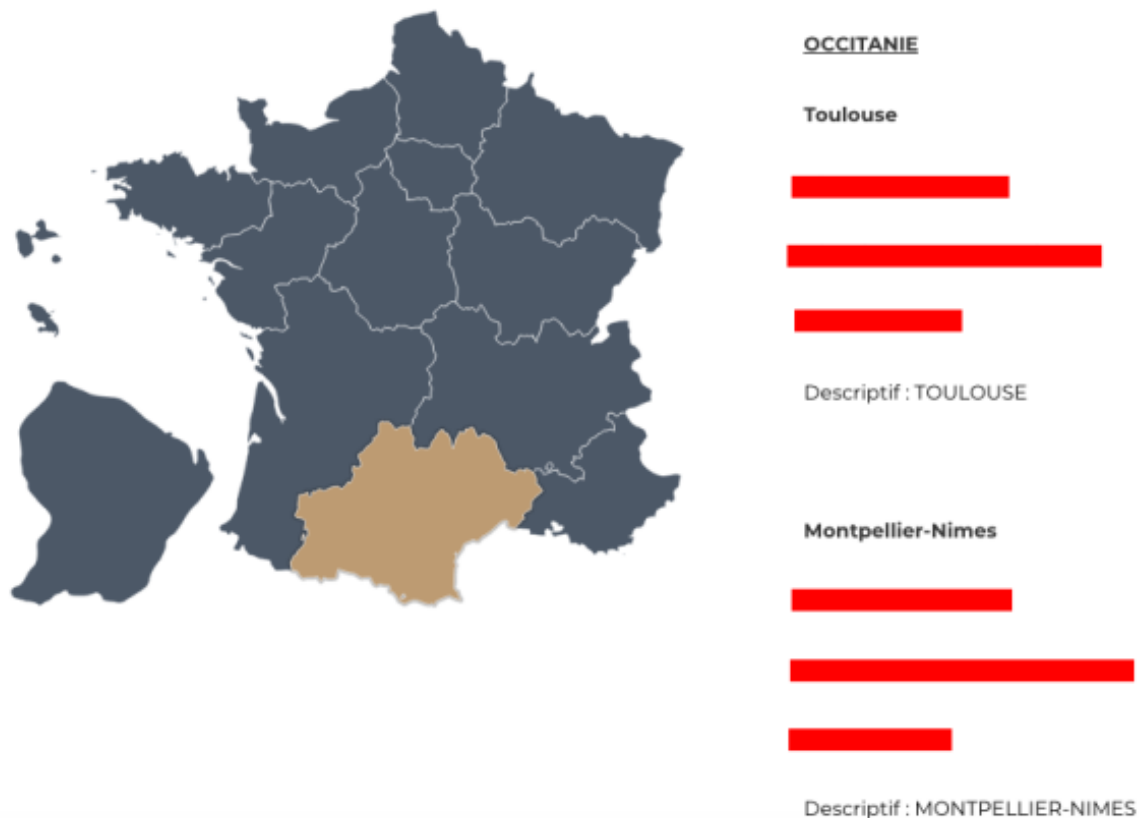 OCCITANIE
Toulouse
Descriptif : TOULOUSE
Montpellier-Nimes
Descriptif : MONTPELLIER-NIMES